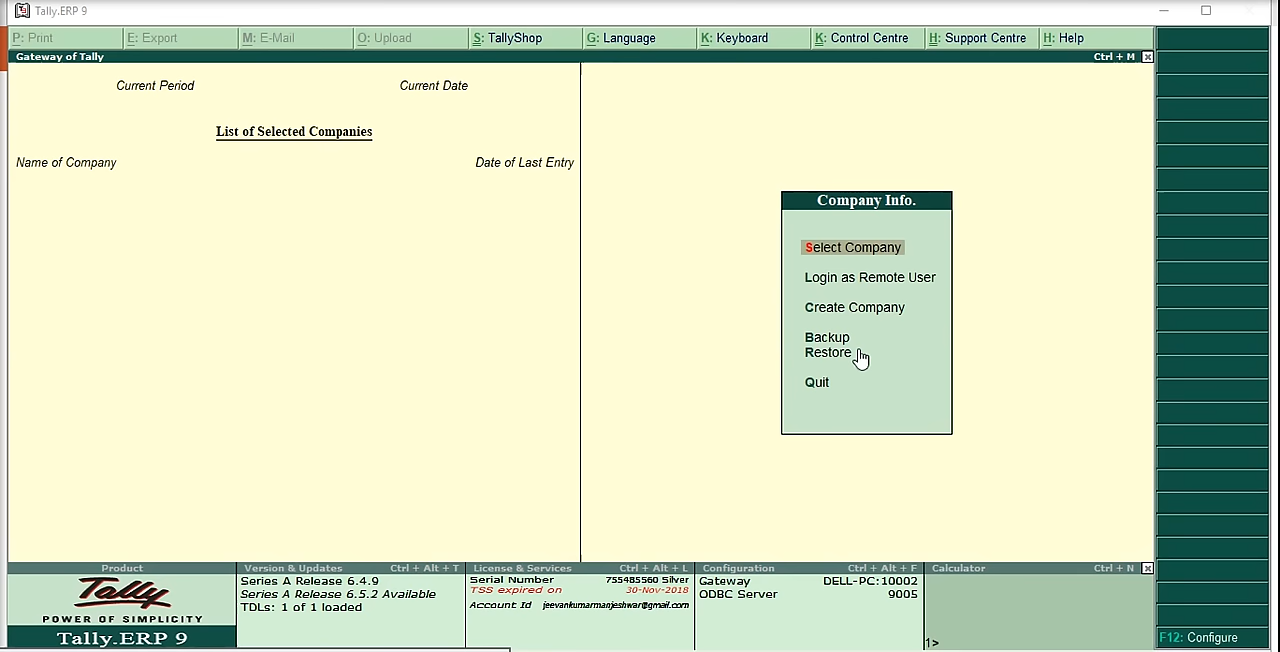 Tally.ERP 9
P: Print
E: Export
M: E-Mail
O: Upload
S: TallyShop
G: Language
K: Keyboard
K: Control Centre
H: Support Centre
H: Help
Gateway of Tally
Ctrl + M
Current Period
Current Date
List of Selected Companies
Name of Company
Date of Last Entry
Company Info.
Select Company
Login as Remote User
Create Company
Backup
Restore
Quit
Product
Tally
POWER OF SIMPLICITY
Tally.ERP 9
Version & Updates Ctrl + Alt + T
Series A Release 6.4.9
Series A Release 6.5.2 Available
TDLs: 1 of 1 loaded
License & Services Ctrl + Alt + L
Serial Number 755485560 Silver
TSS expired on 30-Nov-2018
Account Id jeevankumarmanjeshwar@gmail.com
Configuration Ctrl + Alt + F
Gateway DELL-PC:10002
ODBC Server 9005
Calculator Ctrl + N
1>
F12: Configure